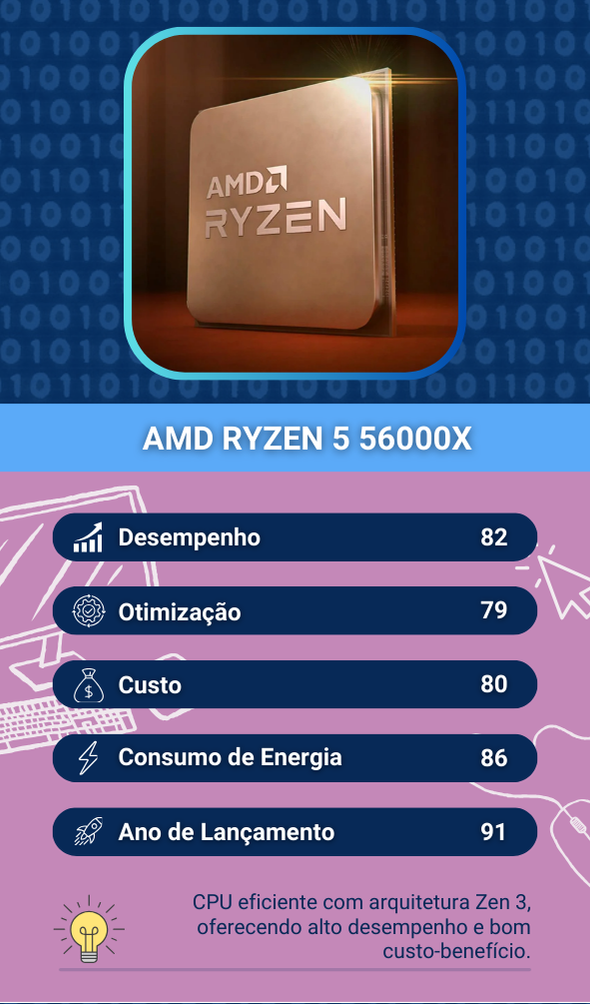 AMD
RYZEN
AMD RYZEN 5 56000X
Desempenho 82
Otimização 79
Custo 80
Consumo de Energia 86
Ano de Lançamento 91
CPU eficiente com arquitetura Zen 3,
oferecendo alto desempenho e bom
custo-benefício.